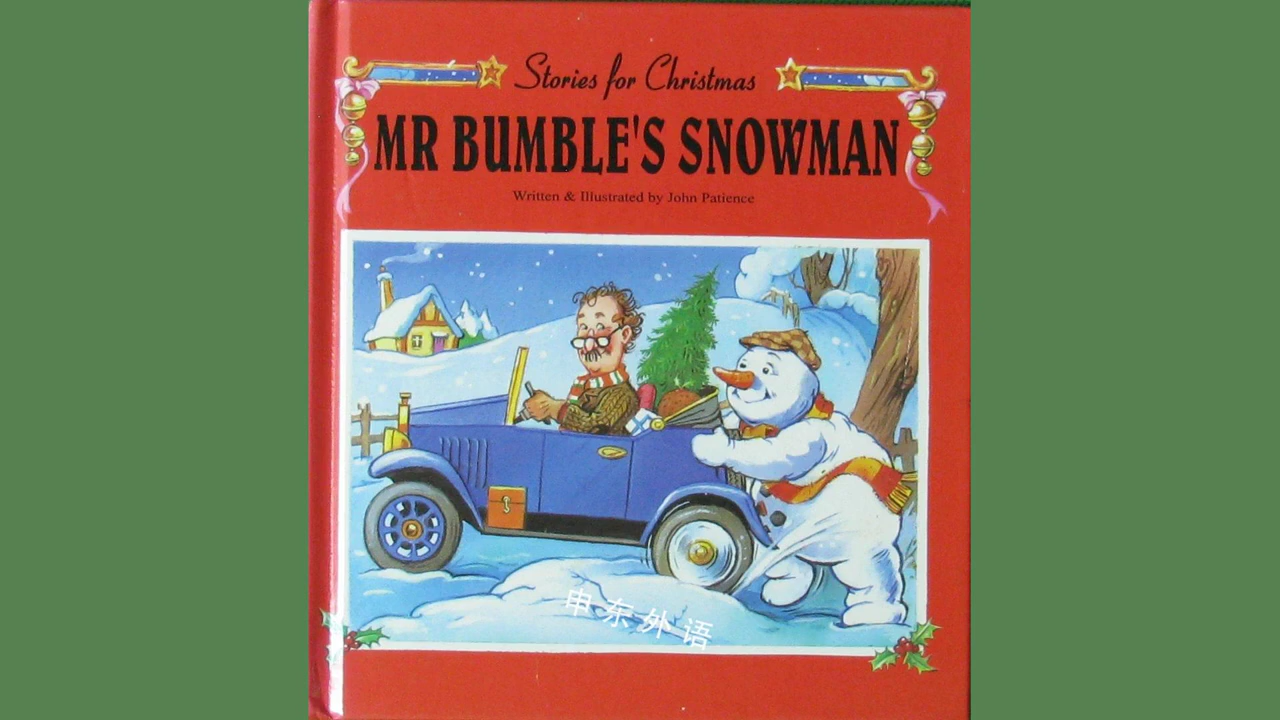 Stories for Christmas
MR BUMBLE'S SNOWMAN
Written & Illustrated by John Patience
申东外语